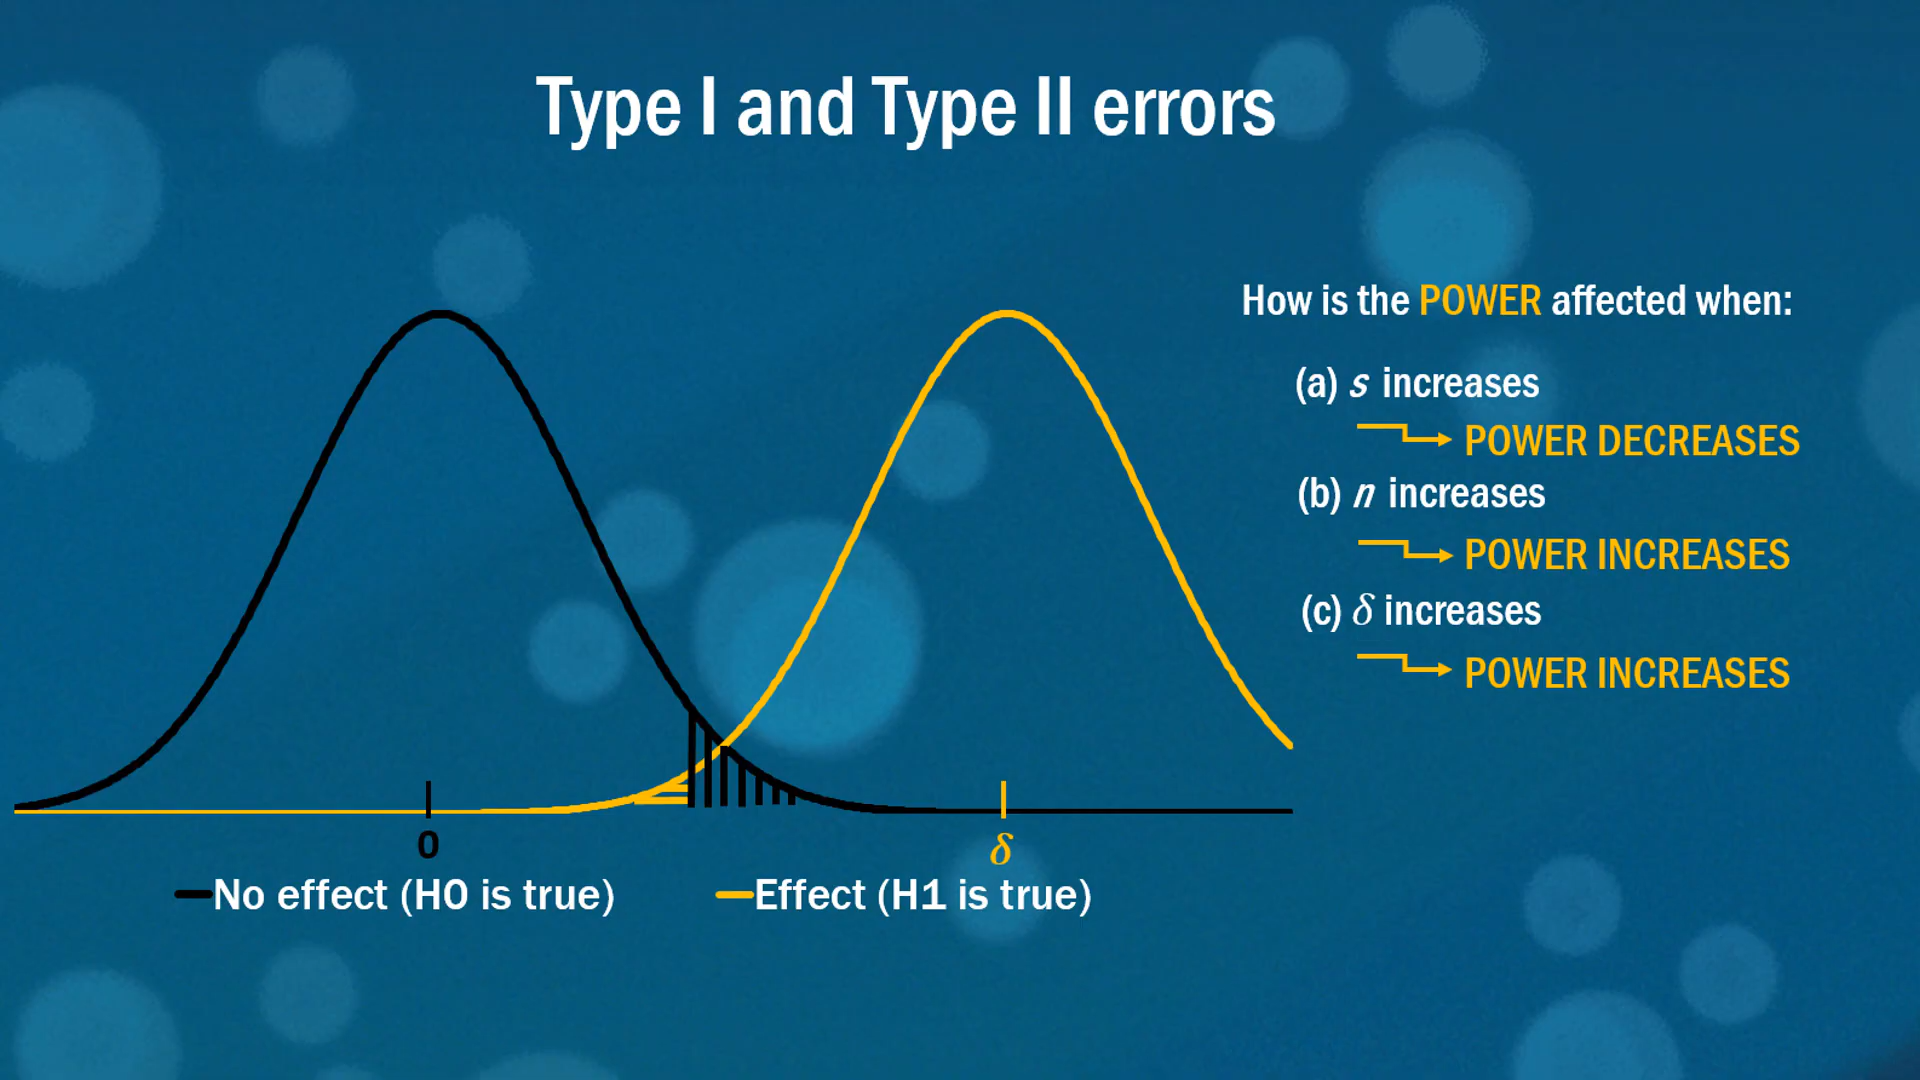 Type I and Type II errors
How is the POWER affected when:
(a) s increases
POWER DECREASES
(b) n increases
POWER INCREASES
(c) δ increases
POWER INCREASES
0
δ
No effect (H0 is true)
Effect (H1 is true)